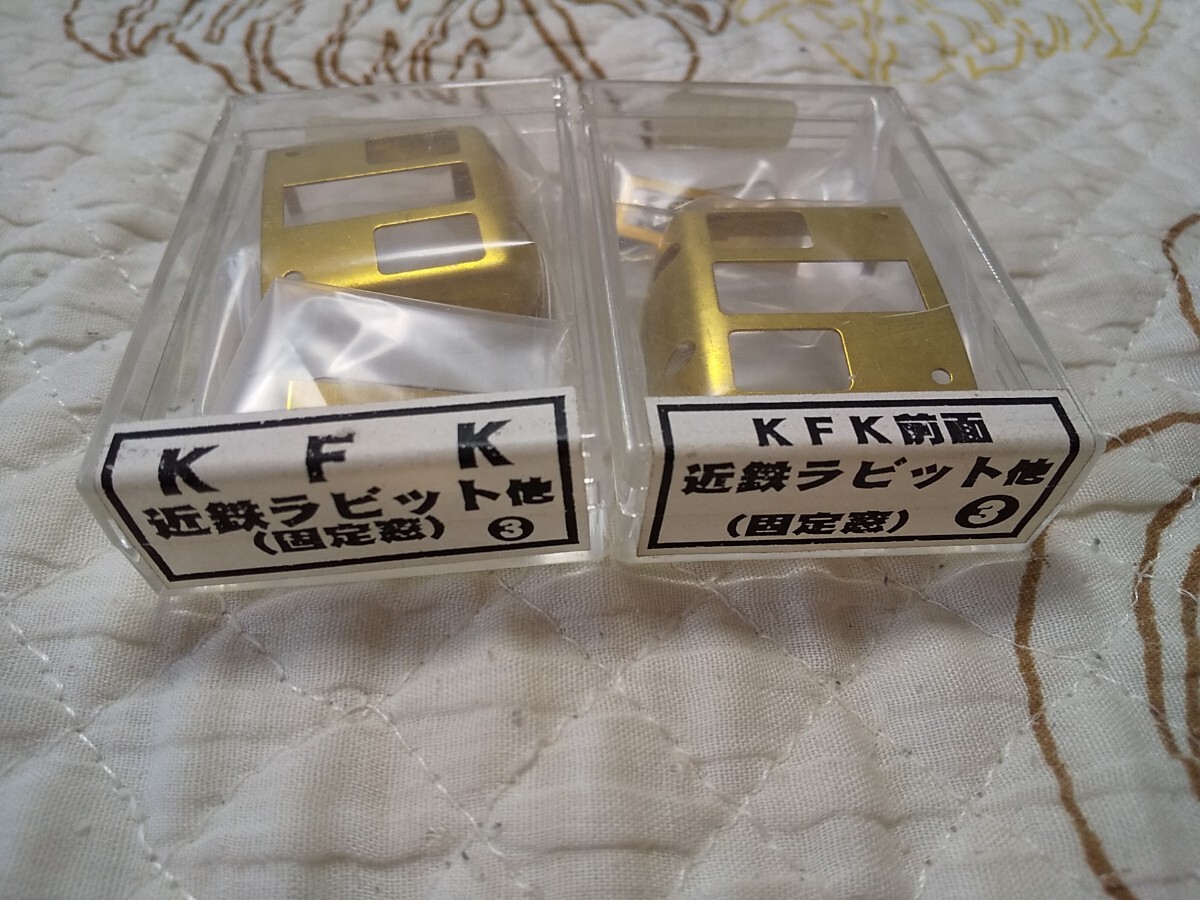 K F K
近鉄ラビット他
(固定窓) ③
KFK前面
近鉄ラビット他
(固定窓) ③